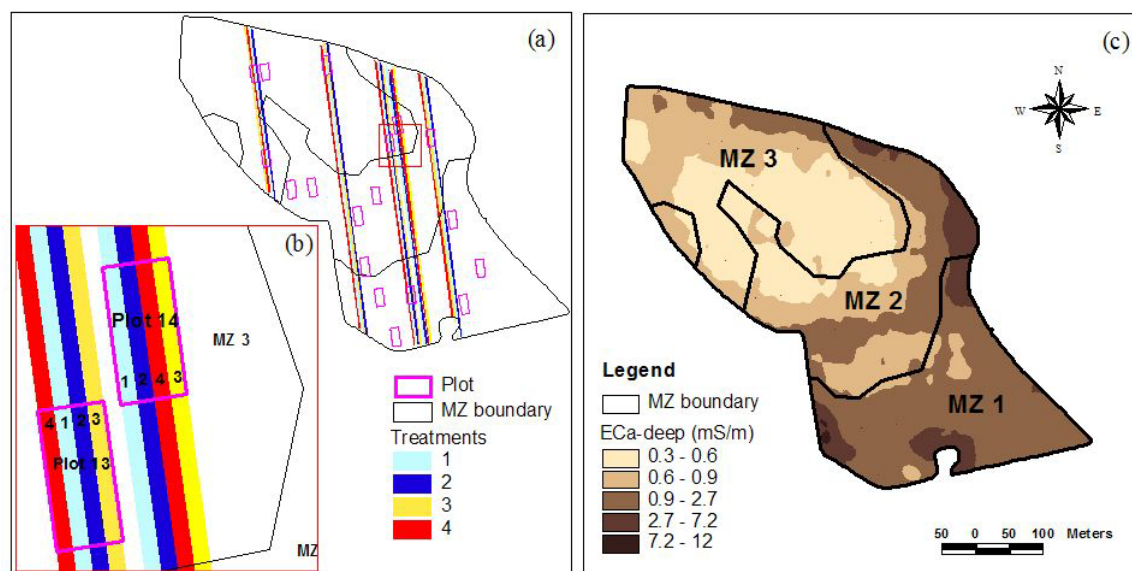 (a)
(b)
Plot 14
MZ 3
1 2 4 3
4 1 2 3
Plot 13
MZ
Plot
MZ boundary
Treatments
1
2
3
4
(c)
N
W E
S
MZ 3
MZ 2
MZ 1
Legend
MZ boundary
ECa-deep (mS/m)
0.3 - 0.6
0.6 - 0.9
0.9 - 2.7
2.7 - 7.2
7.2 - 12
50 0 50 100 Meters